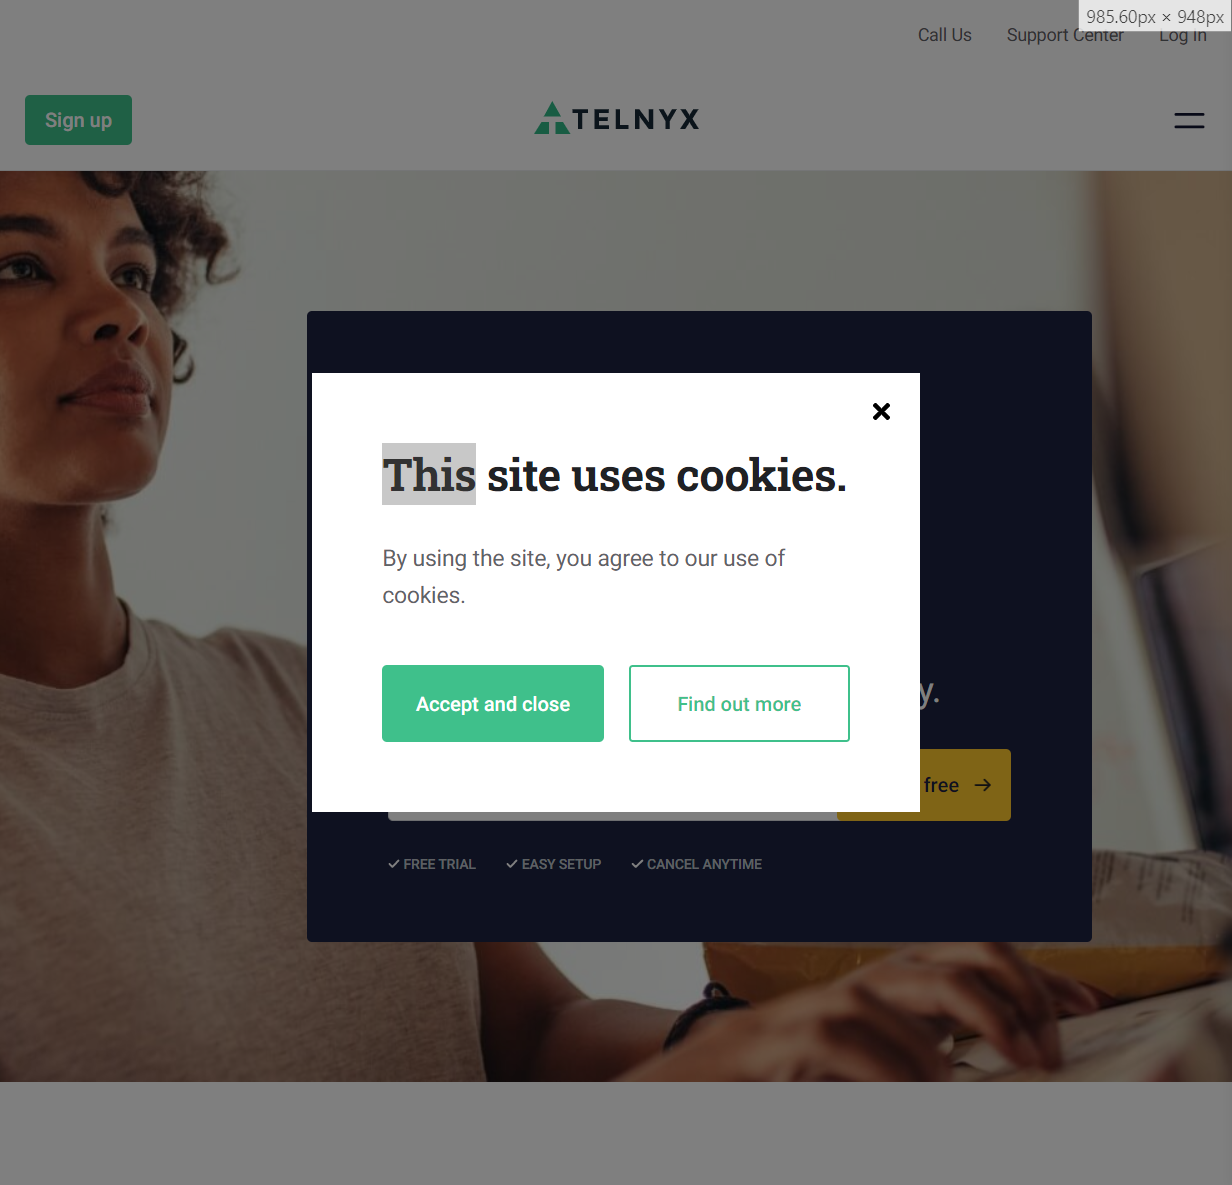 985.60px × 948px
Call Us Support Center Log In
Sign up
TELNYX
This site uses cookies.
By using the site, you agree to our use of
cookies.
Accept and close
Find out more
y.
free
FREE TRIAL EASY SETUP CANCEL ANYTIME